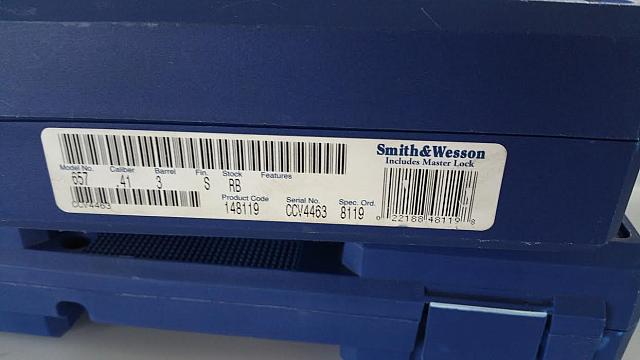 Smith&Wesson
Includes Master Lock
Model No. Caliber Barrel Fin. Stock Features
657 .41 3 S RB
Product Code Serial No. Spec. Ord.
CCV4463 148119 CCV4463 8119
0 22188 48119 8